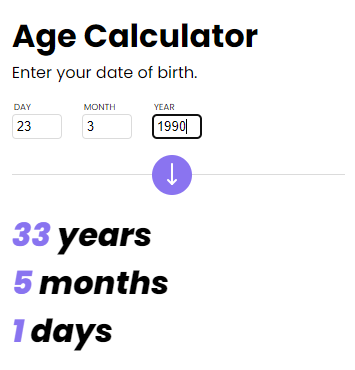 Age Calculator
Enter your date of birth.
DAY MONTH YEAR
23 3 1990
33 years
5 months
1 days